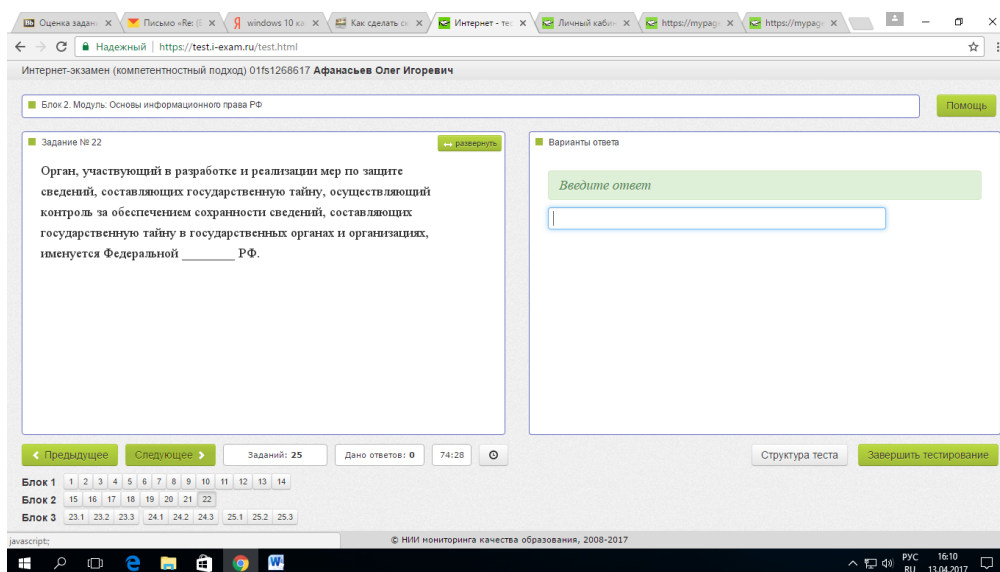 Оценка задани
Письмо «Re: (Б
windows 10 ка
Как сделать ск
Интернет - тес
Личный кабин
https://mypage
https://mypage
Надежный | https://test.i-exam.ru/test.html
Интернет-экзамен (компетентностный подход) 01fs1268617 Афанасьев Олег Игоревич
Блок 2. Модуль: Основы информационного права РФ
Помощь
Задание № 22
развернуть
Орган, участвующий в разработке и реализации мер по защите
сведений, составляющих государственную тайну, осуществляющий
контроль за обеспечением сохранности сведений, составляющих
государственную тайну в государственных органах и организациях,
именуется Федеральной ________ РФ.
Варианты ответа
Введите ответ
Предыдущее
Следующее
Заданий: 25
Дано ответов: 0
74:28
Структура теста
Завершить тестирование
Блок 1 1 2 3 4 5 6 7 8 9 10 11 12 13 14
Блок 2 15 16 17 18 19 20 21 22
Блок 3 23.1 23.2 23.3 24.1 24.2 24.3 25.1 25.2 25.3
javascript:;
© НИИ мониторинга качества образования, 2008-2017
РУС
RU
16:10
13.04.2017